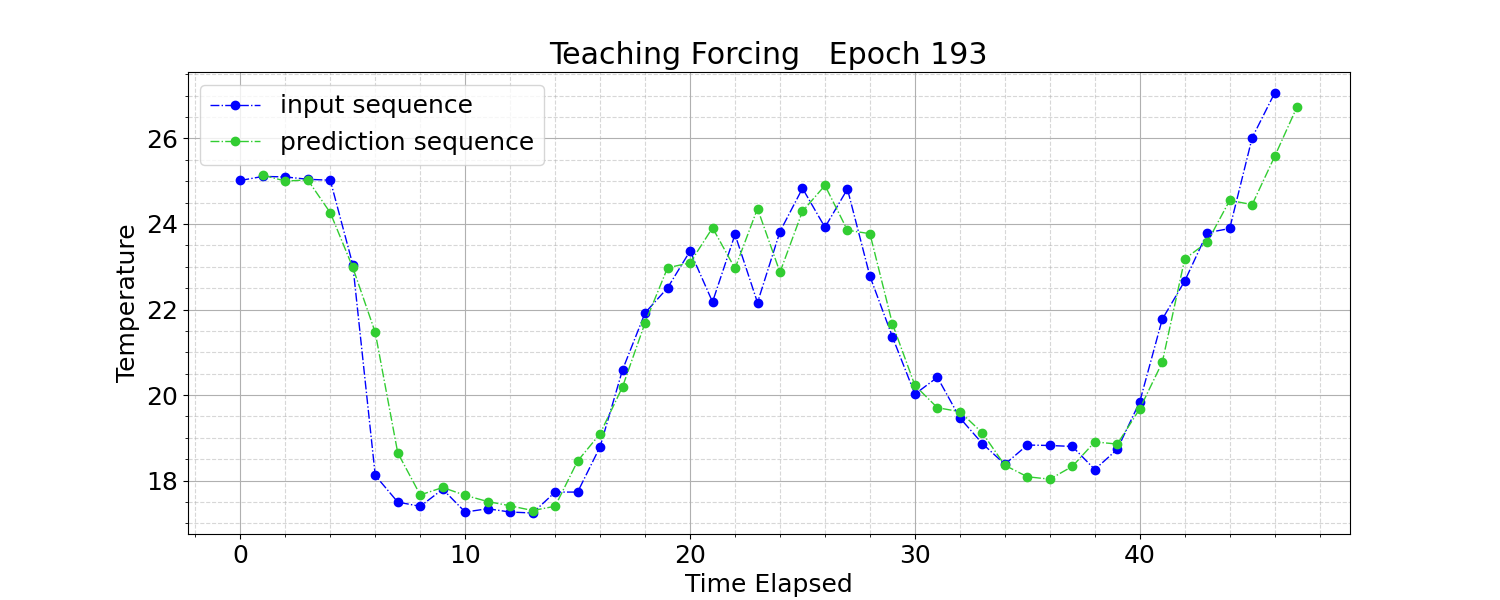 Teaching Forcing   Epoch 193
input sequence
prediction sequence
Temperature
26
24
22
20
18
0 10 20 30 40
Time Elapsed